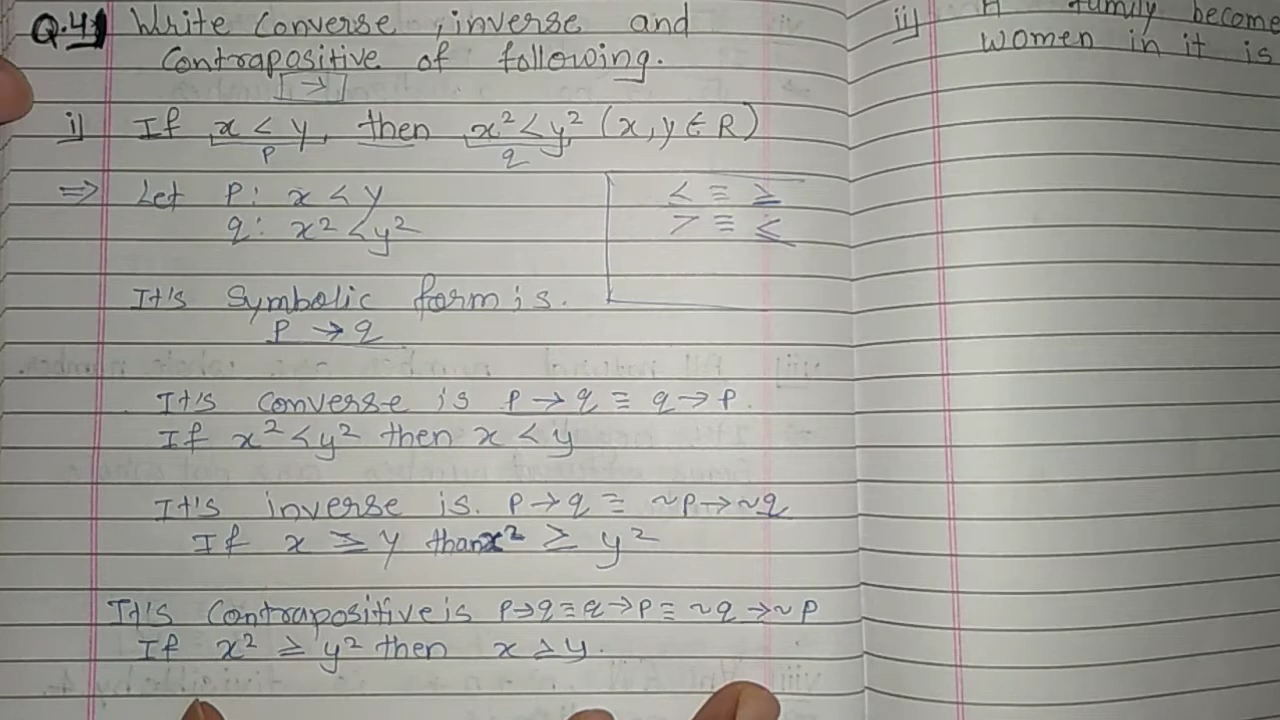 Q.4) Write Converse, inverse and
Contrapositive of following.
→
i) If x < y, then x² < y² (x, y ∈ R)
p q
⇒ Let p: x < y
q: x² < y²
< ≡ ≥
> ≡ ≤
It's Symbolic form is.
p → q
It's Converse is p → q ≡ q → p.
If x² < y² then x < y
It's inverse is. p → q ≡ ~p → ~q
If x ≥ y than x² ≥ y²
It's Contrapositive is p → q ≡ q → p ≡ ~q → ~p
If x² ≥ y² then x ≥ y.
ii) A family become
women in it is